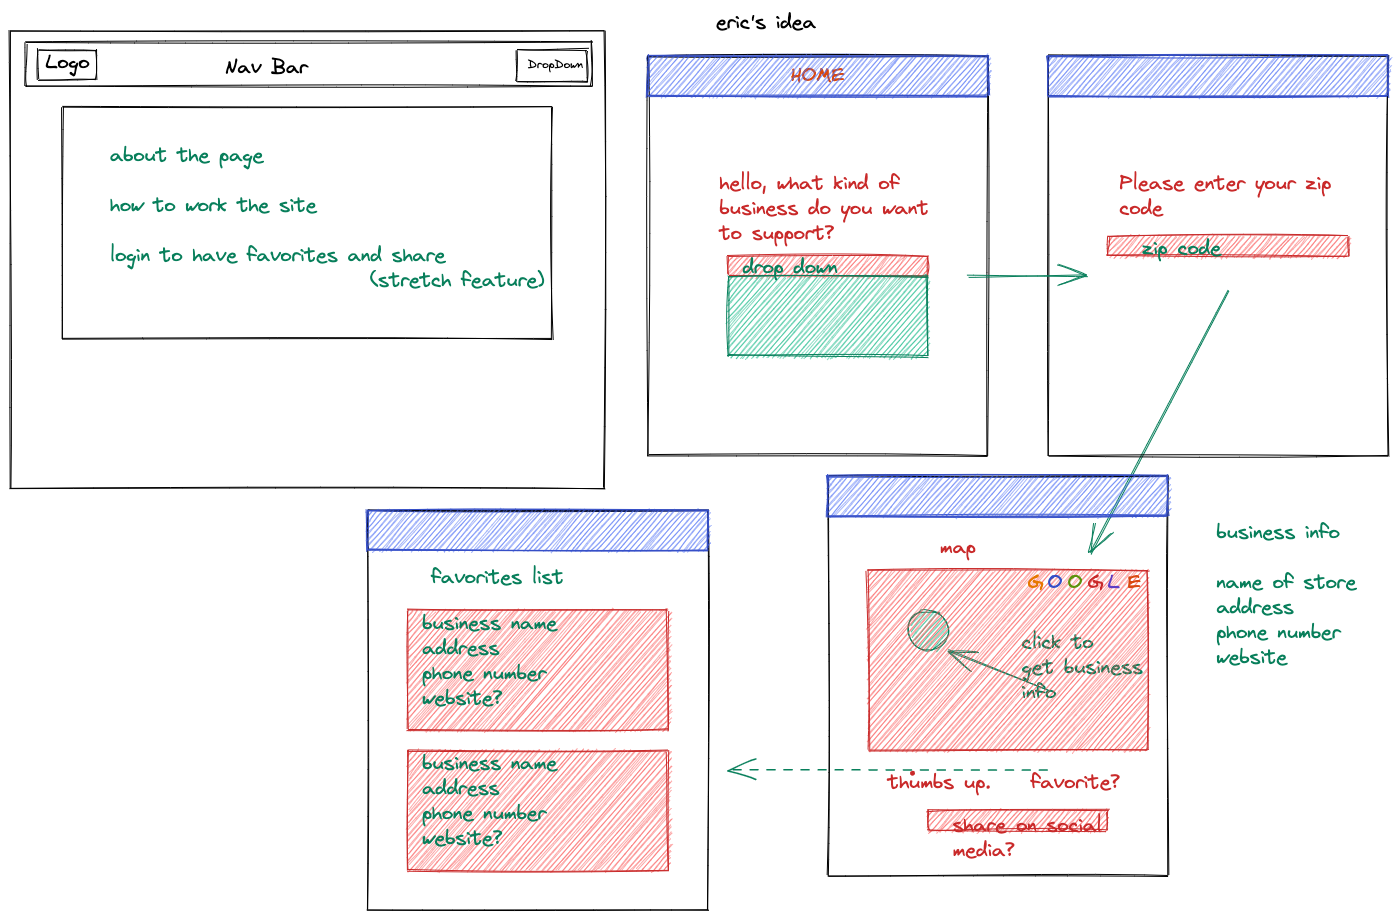 eric's idea
Logo
Nav Bar
DropDown
about the page
how to work the site
login to have favorites and share
(stretch feature)
HOME
hello, what kind of
business do you want
to support?
drop down
Please enter your zip
code
zip code
map
GOOGLE
click to
get business
info
thumbs up.
favorite?
share on social
media?
business info
name of store
address
phone number
website
favorites list
business name
address
phone number
website?
business name
address
phone number
website?